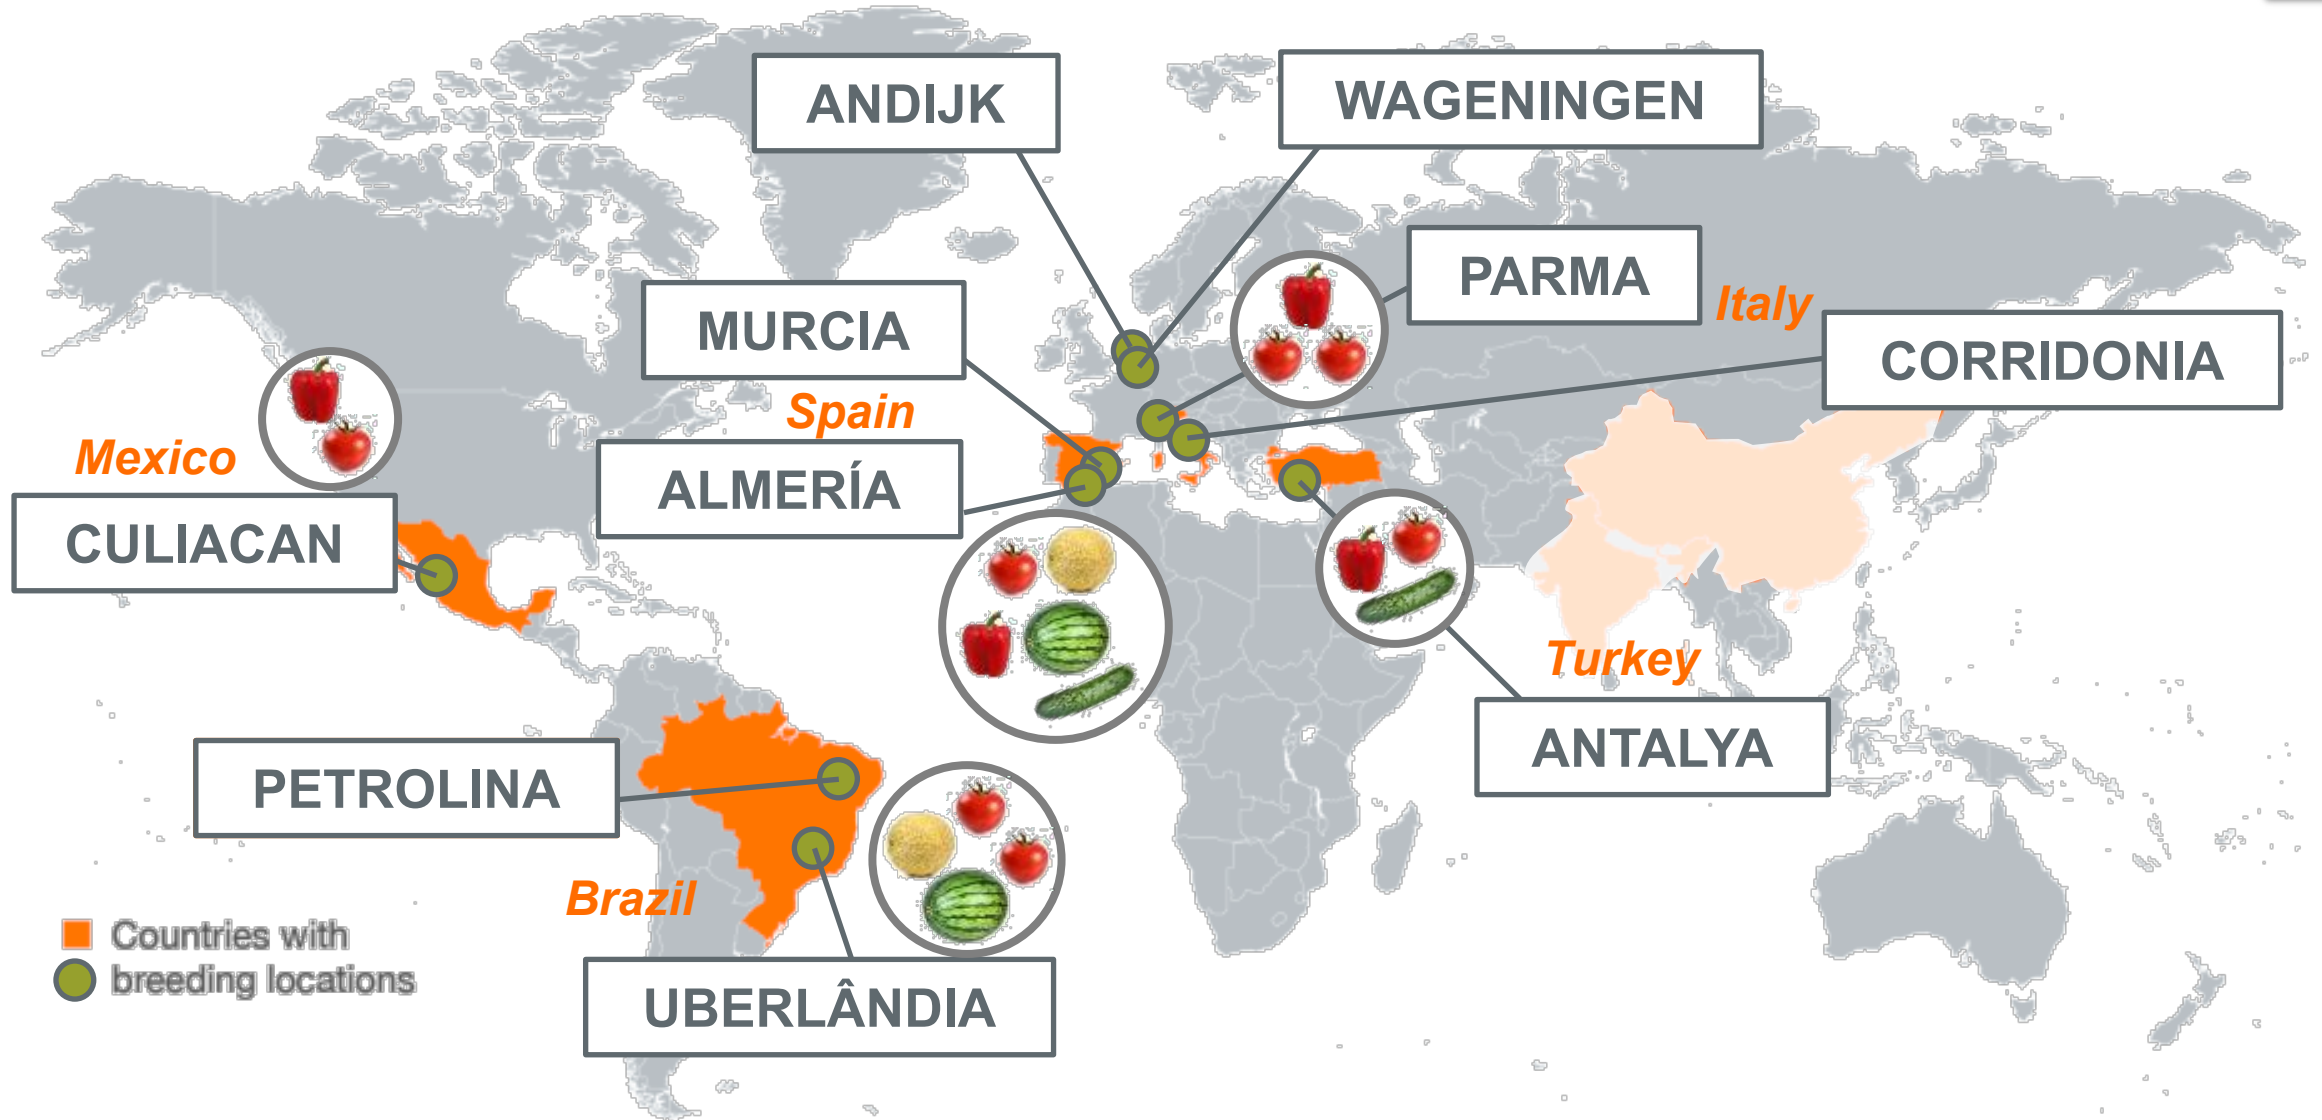 ANDIJK
WAGENINGEN
PARMA
Italy
MURCIA
CORRIDONIA
Spain
Mexico
ALMERÍA
CULIACAN
Turkey
ANTALYA
PETROLINA
Brazil
UBERLÂNDIA
Countries with
breeding locations